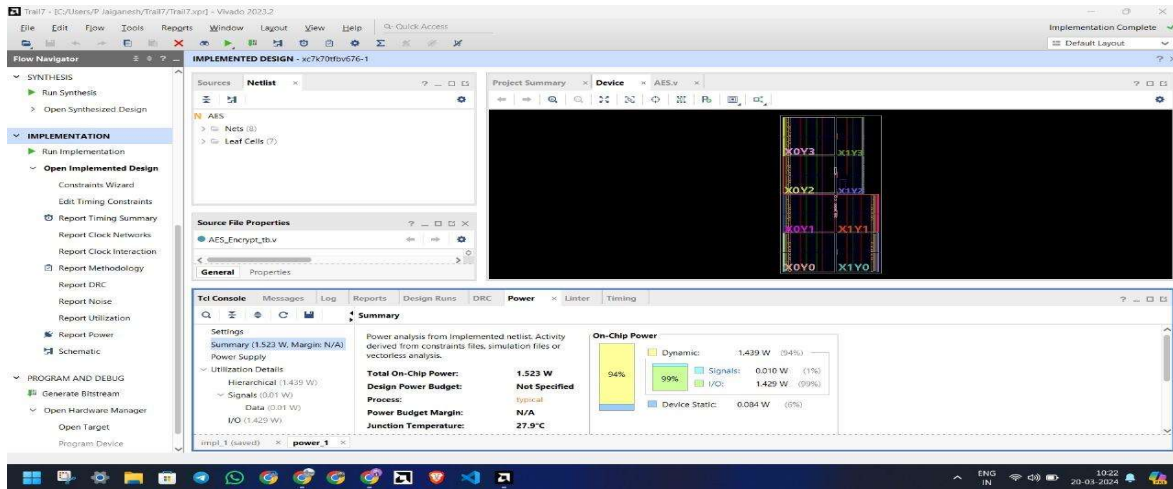 Trail7 - [C:/Users/P Jaiganesh/Trail7/Trail7.xpr] - Vivado 2023.2
File Edit Flow Tools Reports Window Layout View Help Quick Access
Implementation Complete
Default Layout
Flow Navigator
IMPLEMENTED DESIGN - xc7k70tfbv676-1
SYNTHESIS
Run Synthesis
Open Synthesized Design
IMPLEMENTATION
Run Implementation
Open Implemented Design
Constraints Wizard
Edit Timing Constraints
Report Timing Summary
Report Clock Networks
Report Clock Interaction
Report Methodology
Report DRC
Report Noise
Report Utilization
Report Power
Schematic
PROGRAM AND DEBUG
Generate Bitstream
Open Hardware Manager
Open Target
Program Device
Sources Netlist
N AES
Nets (8)
Leaf Cells (7)
Source File Properties
AES_Encrypt_tb.v
General Properties
Project Summary Device AES.v
X0Y3 X1Y3
X0Y2 X1Y2
X0Y1 X1Y1
X0Y0 X1Y0
Tcl Console Messages Log Reports Design Runs DRC Power Linter Timing
Settings
Summary (1.523 W, Margin: N/A)
Power Supply
Utilization Details
Hierarchical (1.439 W)
Signals (0.01 W)
Data (0.01 W)
I/O (1.429 W)
Summary
Power analysis from Implemented netlist. Activity
derived from constraints files, simulation files or
vectorless analysis.
Total On-Chip Power: 1.523 W
Design Power Budget: Not Specified
Process: typical
Power Budget Margin: N/A
Junction Temperature: 27.9°C
On-Chip Power
94%
99%
Dynamic: 1.439 W (94%)
Signals: 0.010 W (1%)
I/O: 1.429 W (99%)
Device Static: 0.084 W (6%)
impl_1 (saved) power_1
ENG
IN
10:22
20-03-2024